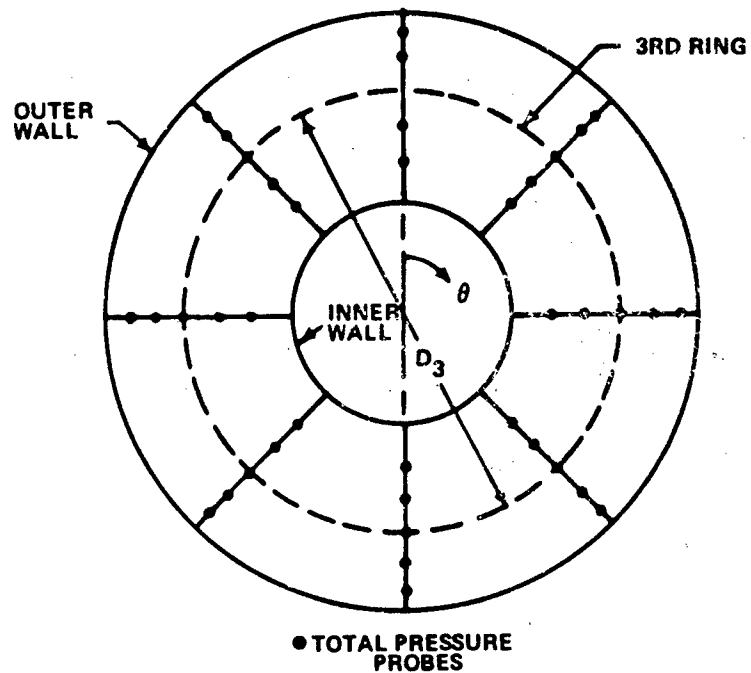 3RD RING
OUTER
WALL
θ
INNER
WALL
D3
● TOTAL PRESSURE
PROBES